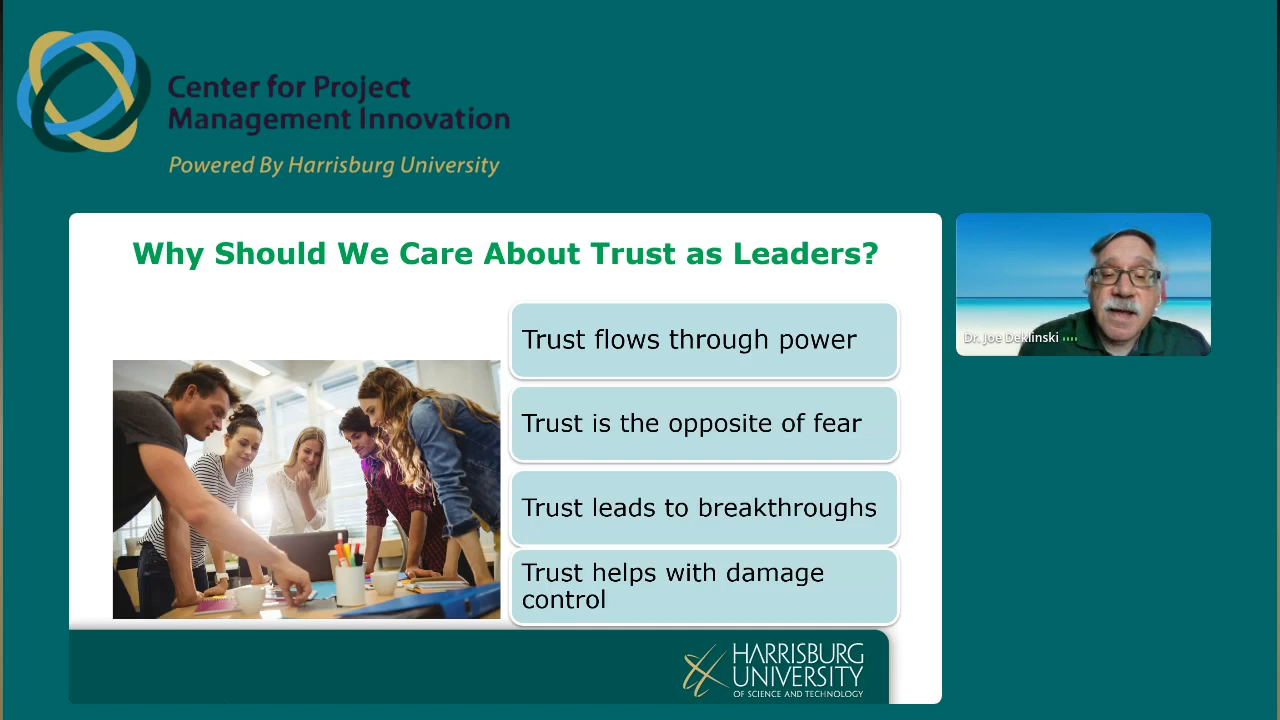 Center for Project
Management Innovation
Powered By Harrisburg University
Why Should We Care About Trust as Leaders?
Trust flows through power
Trust is the opposite of fear
Trust leads to breakthroughs
Trust helps with damage
control
Dr. Joe Deklinski
HARRISBURG
UNIVERSITY
OF SCIENCE AND TECHNOLOGY